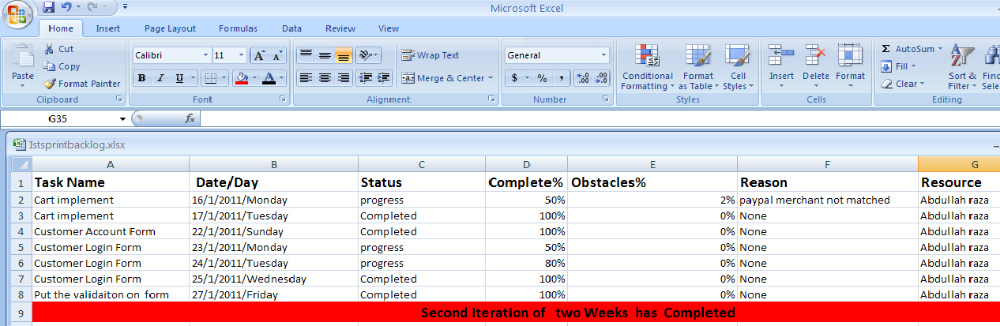 Microsoft Excel
Home Insert Page Layout Formulas Data Review View
Paste Cut Copy Format Painter Clipboard
Calibri 11 A A B I U A Font
Wrap Text Merge & Center Alignment
General $ % , .00 .0 Number
Conditional Formatting Format as Table Cell Styles Styles
Insert Delete Format Cells
Σ AutoSum Fill Clear Sort & Filter Editing
G35 fx
Istsprintbacklog.xlsx
A B C D E F G
1 Task Name Date/Day Status Complete% Obstacles% Reason Resource
2 Cart implement 16/1/2011/Monday progress 50% 2% paypal merchant not matched Abdullah raza
3 Cart implement 17/1/2011/Tuesday Completed 100% 0% None Abdullah raza
4 Customer Account Form 22/1/2011/Sunday Completed 100% 0% None Abdullah raza
5 Customer Login Form 23/1/2011/Monday progress 50% 0% None Abdullah raza
6 Customer Login Form 24/1/2011/Tuesday progress 80% 0% None Abdullah raza
7 Customer Login Form 25/1/2011/Wednesday Completed 100% 0% None Abdullah raza
8 Put the validaiton on form 27/1/2011/Friday Completed 100% 0% None Abdullah raza
9 Second Iteration of two Weeks has Completed